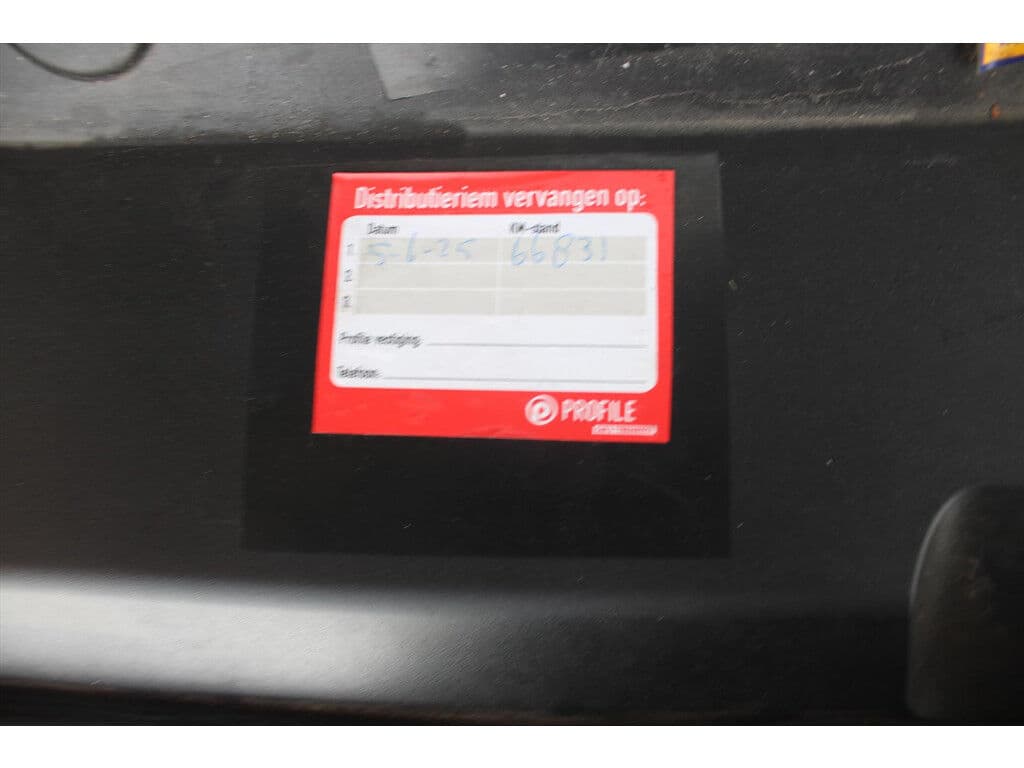 Distributieriem vervangen op:
Datum KM-stand
1 5-6-25 66831
2
3
Profile vestiging:
Telefoon:
PROFILE